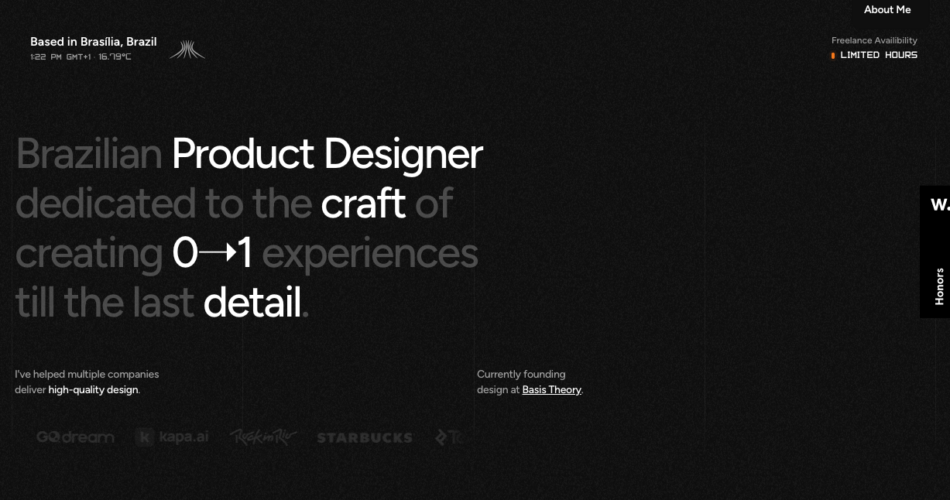 About Me
Based in Brasília, Brazil
1:22 PM GMT+1 · 16.79°C
Freelance Availibility
LIMITED HOURS
Brazilian Product Designer
dedicated to the craft of
creating 0→1 experiences
till the last detail.
W.
Honors
I've helped multiple companies
deliver high-quality design.
Currently founding
design at Basis Theory.
GOdream
k kapa.ai
Rock in Rio
STARBUCKS